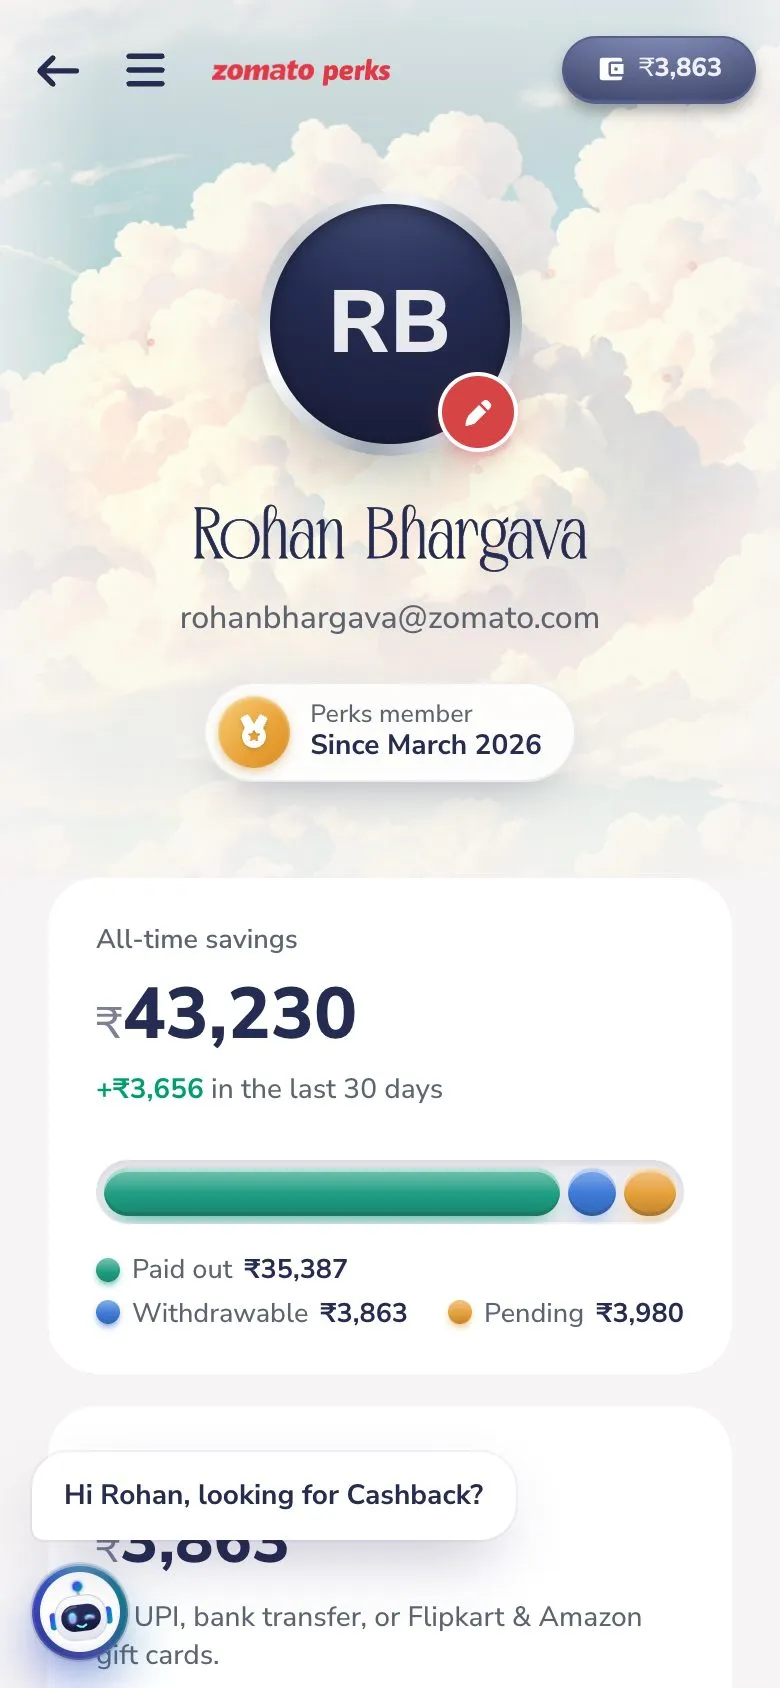 zomato perks
₹3,863
RB
Rohan Bhargava
rohanbhargava@zomato.com
Perks member
Since March 2026
All-time savings
₹43,230
+₹3,656 in the last 30 days
Paid out ₹35,387
Withdrawable ₹3,863
Pending ₹3,980
Hi Rohan, looking for Cashback?
₹3,863
UPI, bank transfer, or Flipkart & Amazon
gift cards.